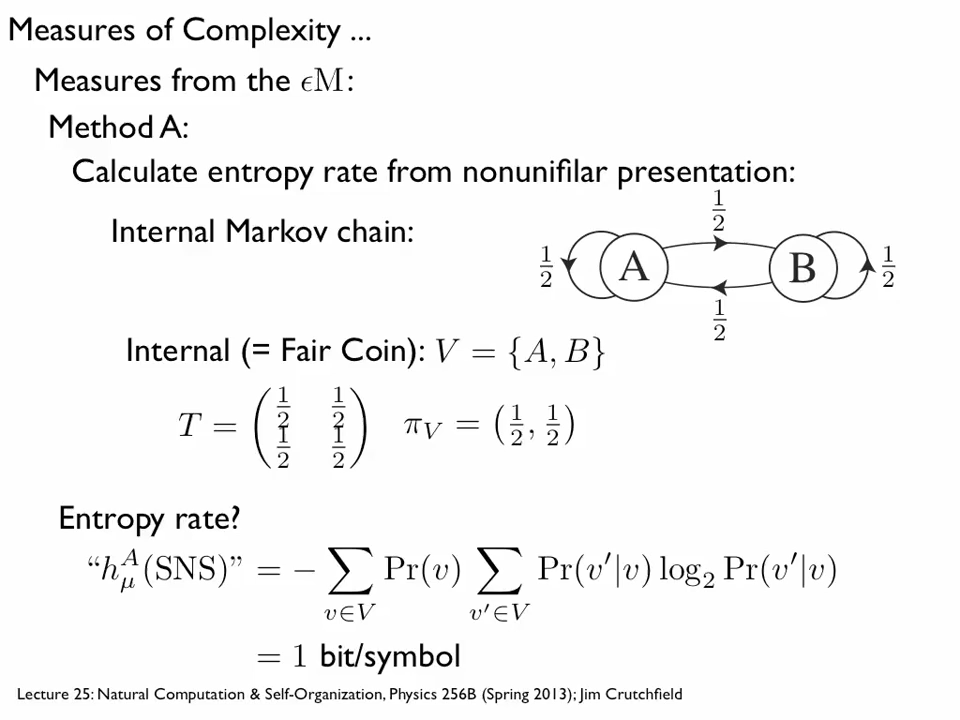 Measures of Complexity ...
Measures from the ϵM:
Method A:
Calculate entropy rate from nonunifilar presentation:
Internal Markov chain:
1/2
1/2 A B 1/2
1/2
Internal (= Fair Coin): V = {A, B}
T = ( 1/2 1/2
1/2 1/2 ) π_V = (1/2, 1/2)
Entropy rate?
“h_μ^A(SNS)” = − ∑_{v∈V} Pr(v) ∑_{v′∈V} Pr(v′|v) log_2 Pr(v′|v)
= 1 bit/symbol
Lecture 25: Natural Computation & Self-Organization, Physics 256B (Spring 2013); Jim Crutchfield